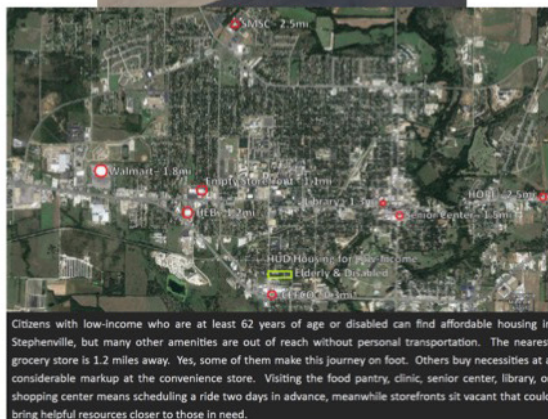 SMSC - 2.5mi
Walmart - 1.8mi
Empty Storefront - 1.1mi
HEB - 1.2mi
Library - 1.
Senior Center - 1.6mi
HOPE - 2.5mi
HUD Housing for Low-Income
Elderly & Disabled
Citizens with low-income who are at least 62 years of age or disabled can find affordable housing in
Stephenville, but many other amenities are out of reach without personal transportation. The nearest
grocery store is 1.2 miles away. Yes, some of them make this journey on foot. Others buy necessities at a
considerable markup at the convenience store. Visiting the food pantry, clinic, senior center, library, or
shopping center means scheduling a ride two days in advance, meanwhile storefronts sit vacant that could
bring helpful resources closer to those in need.